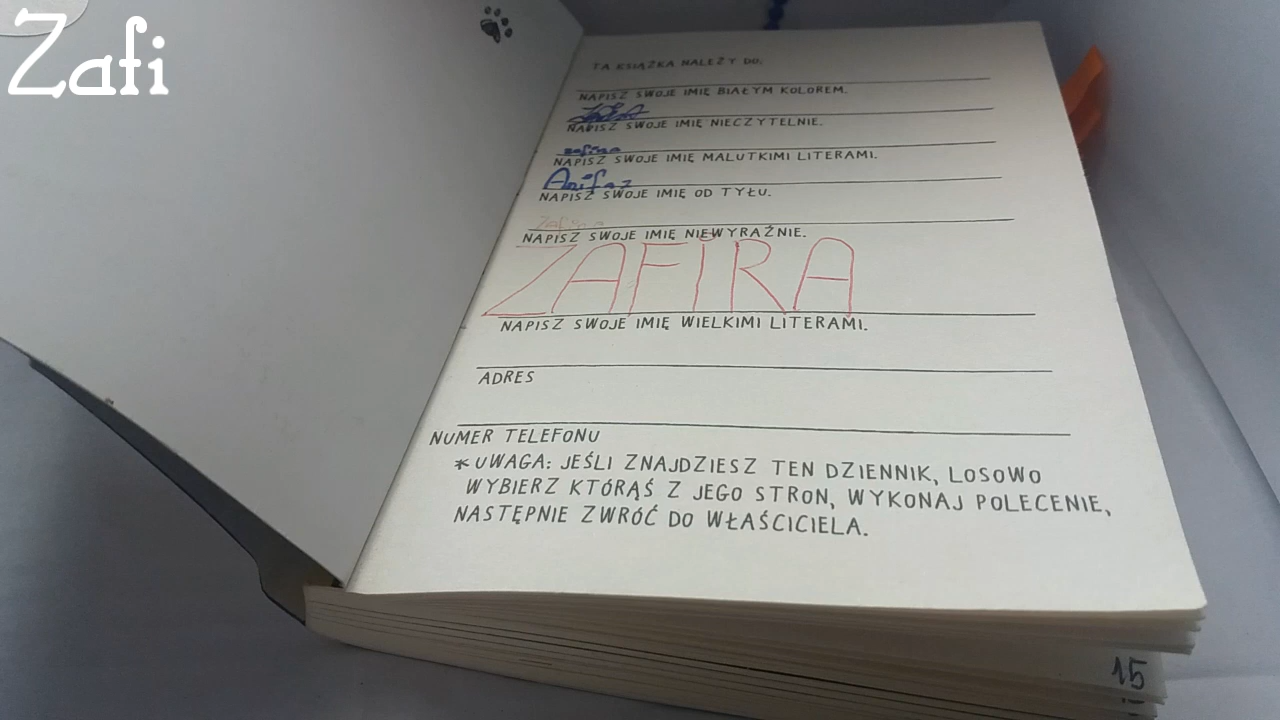 Zafi
TA KSIĄŻKA NALEŻY DO:
NAPISZ SWOJE IMIĘ BIAŁYM KOLOREM.
NAPISZ SWOJE IMIĘ NIECZYTELNIE.
zafira
NAPISZ SWOJE IMIĘ MALUTKIMI LITERAMI.
Arifaz
NAPISZ SWOJE IMIĘ OD TYŁU.
Zafira
NAPISZ SWOJE IMIĘ NIEWYRAŹNIE.
ZAFIRA
NAPISZ SWOJE IMIĘ WIELKIMI LITERAMI.
ADRES
NUMER TELEFONU
*UWAGA: JEŚLI ZNAJDZIESZ TEN DZIENNIK, LOSOWO
WYBIERZ KTÓRĄŚ Z JEGO STRON, WYKONAJ POLECENIE,
NASTĘPNIE ZWRÓĆ DO WŁAŚCICIELA.
15